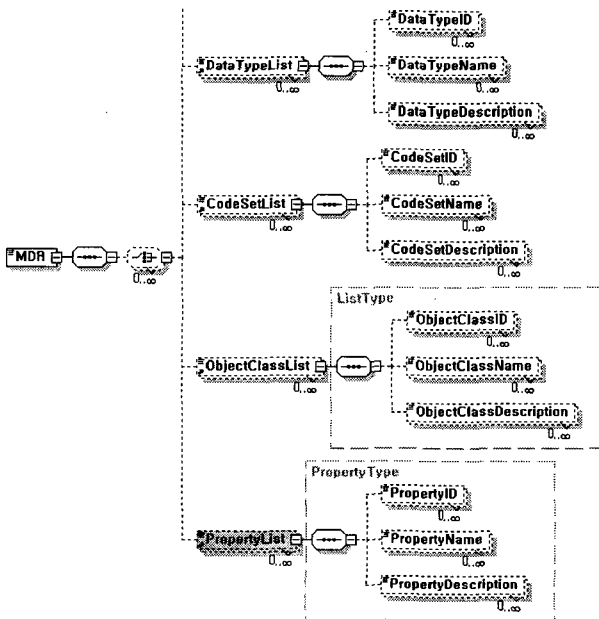 DataTypeID
0..∞
DataTypeList
0..∞
DataTypeName
0..∞
DataTypeDescription
0..∞
CodeSetID
0..∞
CodeSetList
0..∞
CodeSetName
0..∞
CodeSetDescription
0..∞
MDR
0..∞
ListType
ObjectClassID
0..∞
ObjectClassList
0..∞
ObjectClassName
0..∞
ObjectClassDescription
0..∞
PropertyType
PropertyID
0..∞
PropertyList
0..∞
PropertyName
0..∞
PropertyDescription
0..∞